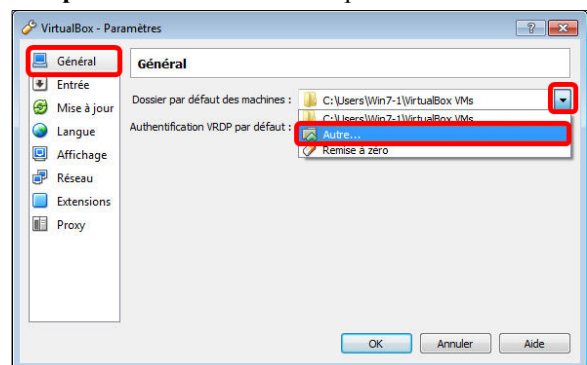 VirtualBox - Paramètres
Général
Entrée
Mise à jour
Langue
Affichage
Réseau
Extensions
Proxy
Général
Dossier par défaut des machines : C:\Users\Win7-1\VirtualBox VMs
C:\Users\Win7-1\VirtualBox VMs
Authentification VRDP par défaut : Autre...
Remise à zéro
OK Annuler Aide